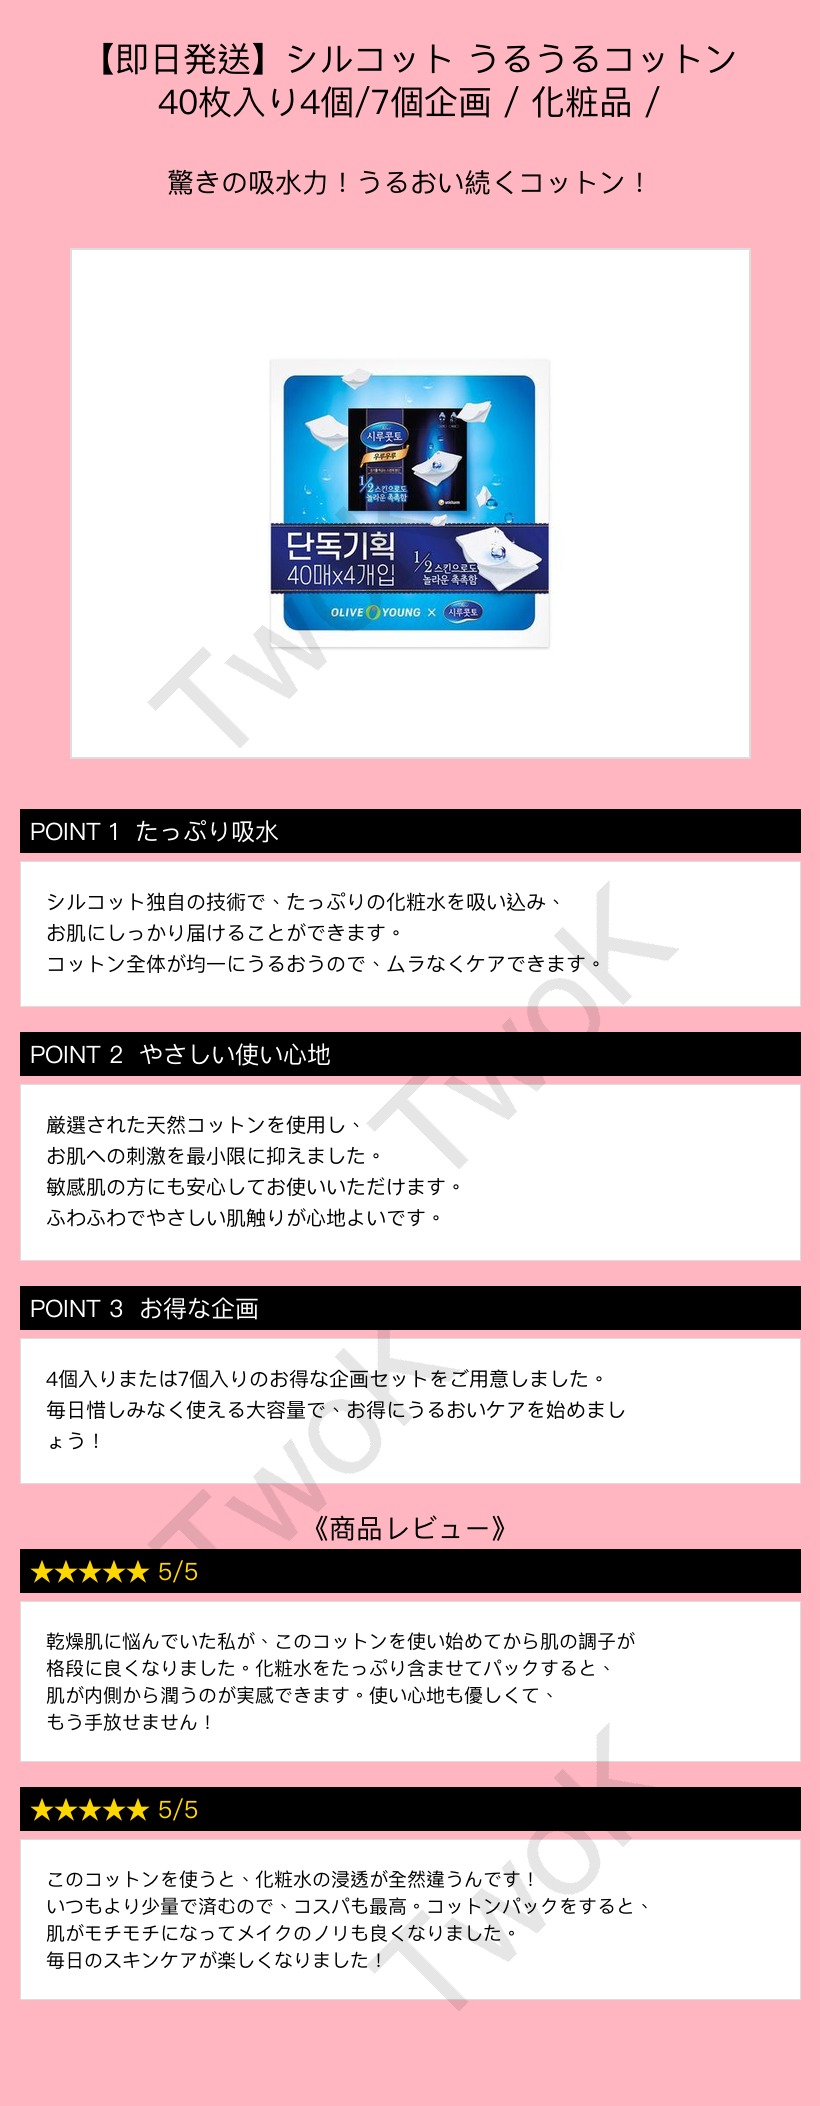 【即日発送】シルコット うるうるコットン
40枚入り4個/7個企画 / 化粧品 /
驚きの吸水力！うるおい続くコットン！
시루콧토
우루우루
1/2 스킨으로도
놀라운 촉촉함
unicharm
단독기획
40매x4개입
1/2 스킨으로도
놀라운 촉촉함
OLIVE YOUNG × 시루콧토
TwoK
POINT 1 たっぷり吸水
シルコット独自の技術で、たっぷりの化粧水を吸い込み、
お肌にしっかり届けることができます。
コットン全体が均一にうるおうので、ムラなくケアできます。
TwoK
POINT 2 やさしい使い心地
厳選された天然コットンを使用し、
お肌への刺激を最小限に抑えました。
敏感肌の方にも安心してお使いいただけます。
ふわふわでやさしい肌触りが心地よいです。
POINT 3 お得な企画
4個入りまたは7個入りのお得な企画セットをご用意しました。
毎日惜しみなく使える大容量で、お得にうるおいケアを始めまし
ょう！
TwoK
《商品レビュー》
★★★★★ 5/5
乾燥肌に悩んでいた私が、このコットンを使い始めてから肌の調子が
格段に良くなりました。化粧水をたっぷり含ませてパックすると、
肌が内側から潤うのが実感できます。使い心地も優しくて、
もう手放せません！
★★★★★ 5/5
このコットンを使うと、化粧水の浸透が全然違うんです！
いつもより少量で済むので、コスパも最高。コットンパックをすると、
肌がモチモチになってメイクのノリも良くなりました。
毎日のスキンケアが楽しくなりました！
TwoK